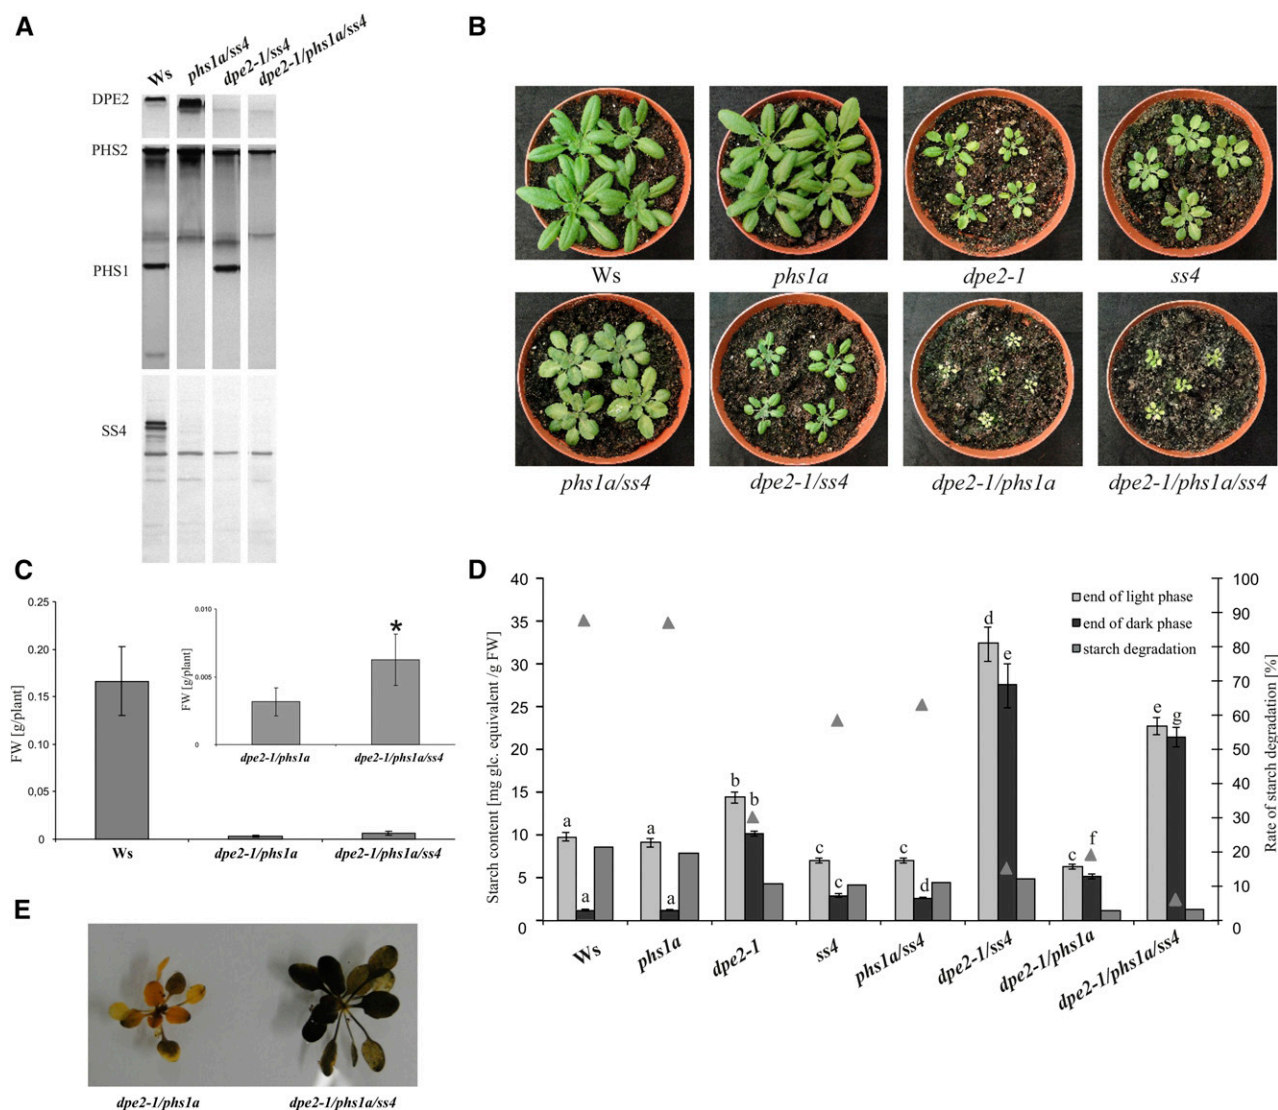 A
Ws
phs1a/ss4
dpe2-1/ss4
dpe2-1/phs1a/ss4
DPE2
PHS2
PHS1
SS4
B
Ws
phs1a
dpe2-1
ss4
phs1a/ss4
dpe2-1/ss4
dpe2-1/phs1a
dpe2-1/phs1a/ss4
C
FW [g/plant]
0.25
0.20
0.15
0.10
0,05
0
Ws
dpe2-1/phs1a
dpe2-1/phs1a/ss4
FW [g/plant]
0.010
0.005
0
*
dpe2-1/phs1a
dpe2-1/phs1a/ss4
D
Starch content [mg glc. equivalent /g FW]
40
35
30
25
20
15
10
5
0
end of light phase
end of dark phase
starch degradation
Rate of starch degradation [%]
100
90
80
70
60
50
40
30
20
10
0
a
a
a
a
b
b
c
c
c
d
d
e
c
f
e
g
Ws
phs1a
dpe2-1
ss4
phs1a/ss4
dpe2-1/ss4
dpe2-1/phs1a
dpe2-1/phs1a/ss4
E
dpe2-1/phs1a
dpe2-1/phs1a/ss4